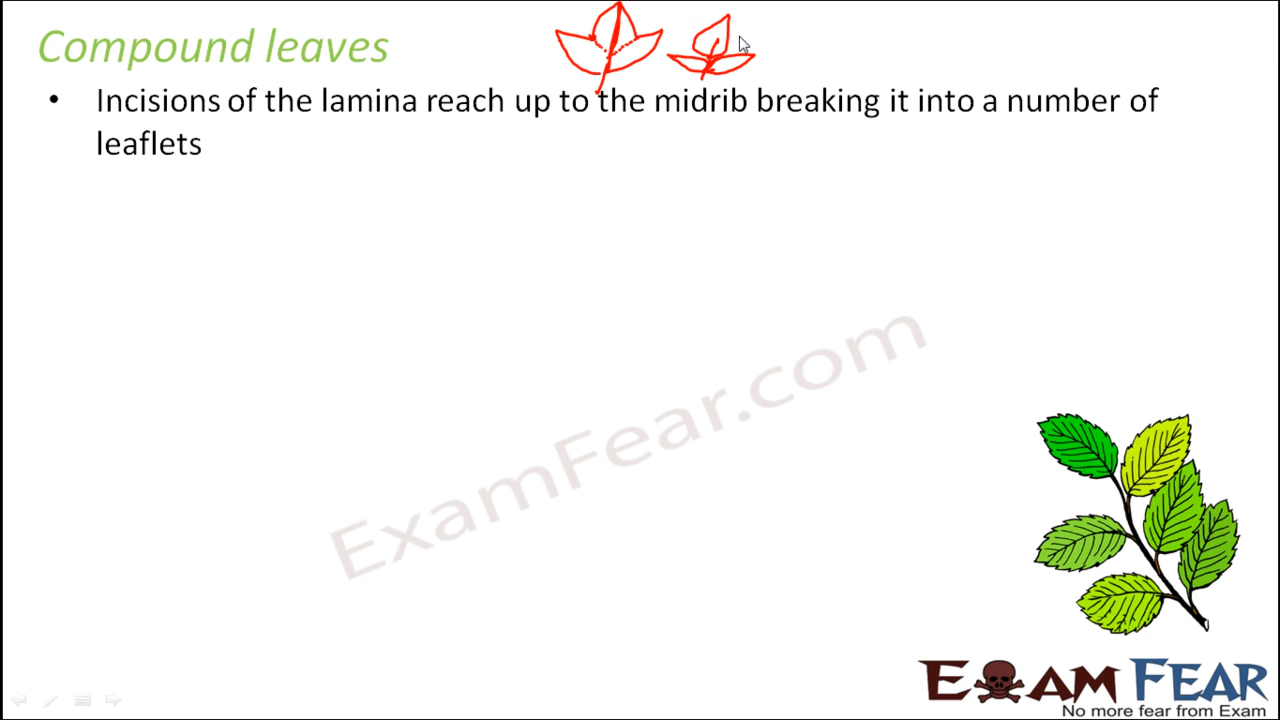 Compound leaves
• Incisions of the lamina reach up to the midrib breaking it into a number of
leaflets
ExamFear.com
EXAM FEAR
No more fear from Exam